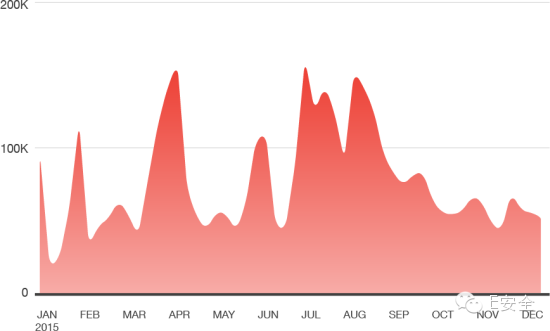 200K
100K
0
JAN FEB MAR APR MAY JUN JUL AUG SEP OCT NOV DEC
2015
E安全